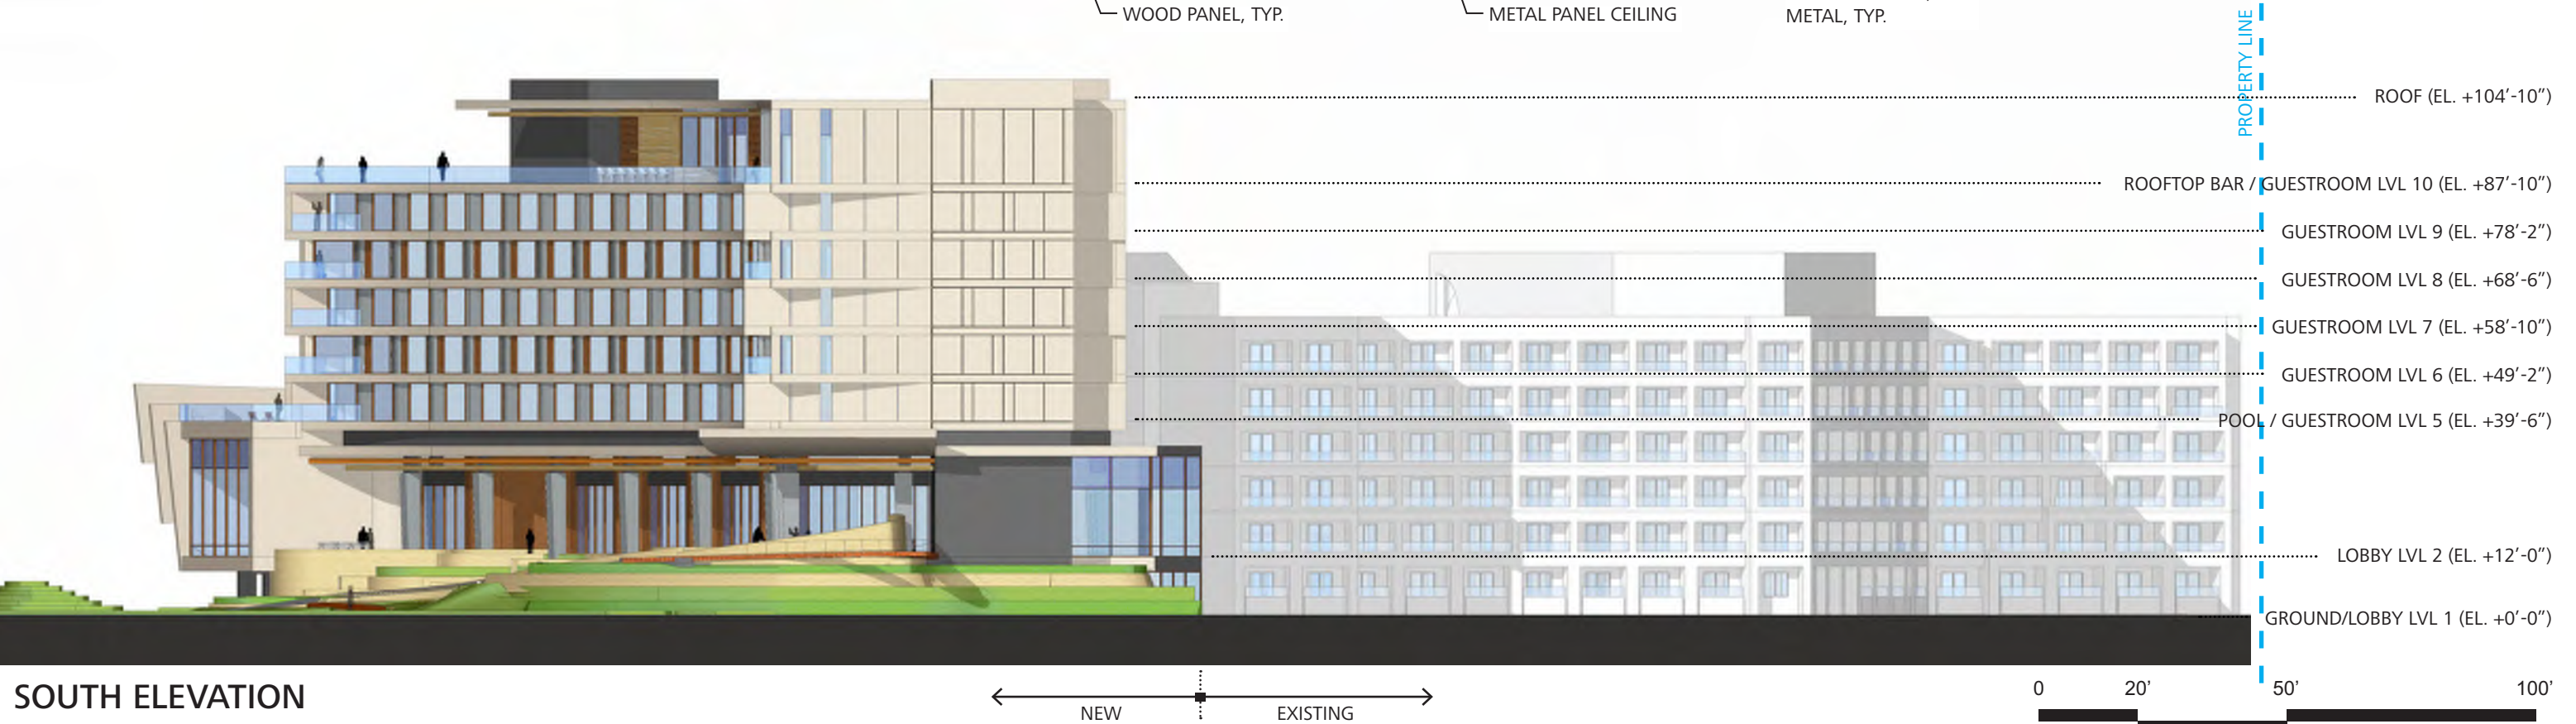 WOOD PANEL, TYP.
METAL PANEL CEILING
METAL, TYP.
PROPERTY LINE
ROOF (EL. +104'-10")
ROOFTOP BAR / GUESTROOM LVL 10 (EL. +87'-10")
GUESTROOM LVL 9 (EL. +78'-2")
GUESTROOM LVL 8 (EL. +68'-6")
GUESTROOM LVL 7 (EL. +58'-10")
GUESTROOM LVL 6 (EL. +49'-2")
POOL / GUESTROOM LVL 5 (EL. +39'-6")
LOBBY LVL 2 (EL. +12'-0")
GROUND/LOBBY LVL 1 (EL. +0'-0")
SOUTH ELEVATION
NEW
EXISTING
0 20' 50' 100'